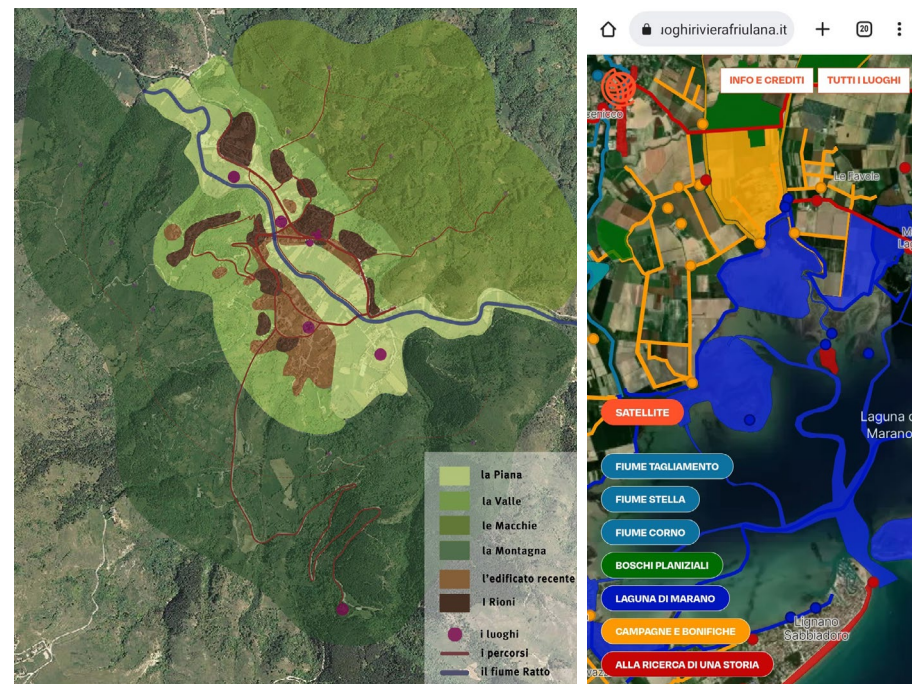 la Piana
la Valle
le Macchie
la Montagna
l'edificato recente
I Rioni
i luoghi
i percorsi
il fiume Ratto
ıoghirivierafriulana.it
20
INFO E CREDITI
TUTTI I LUOGHI
senicco
Le Favole
Laguna
Marano
SATELLITE
FIUME TAGLIAMENTO
FIUME STELLA
FIUME CORNO
BOSCHI PLANIZIALI
LAGUNA DI MARANO
CAMPAGNE E BONIFICHE
ALLA RICERCA DI UNA STORIA
Lignano
Sabbiadoro